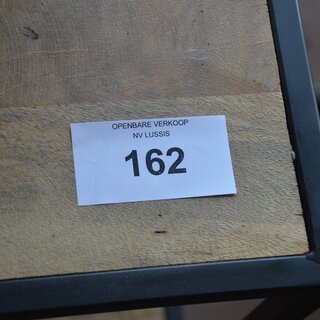 OPENBARE VERKOOP
NV LUSSIS
162